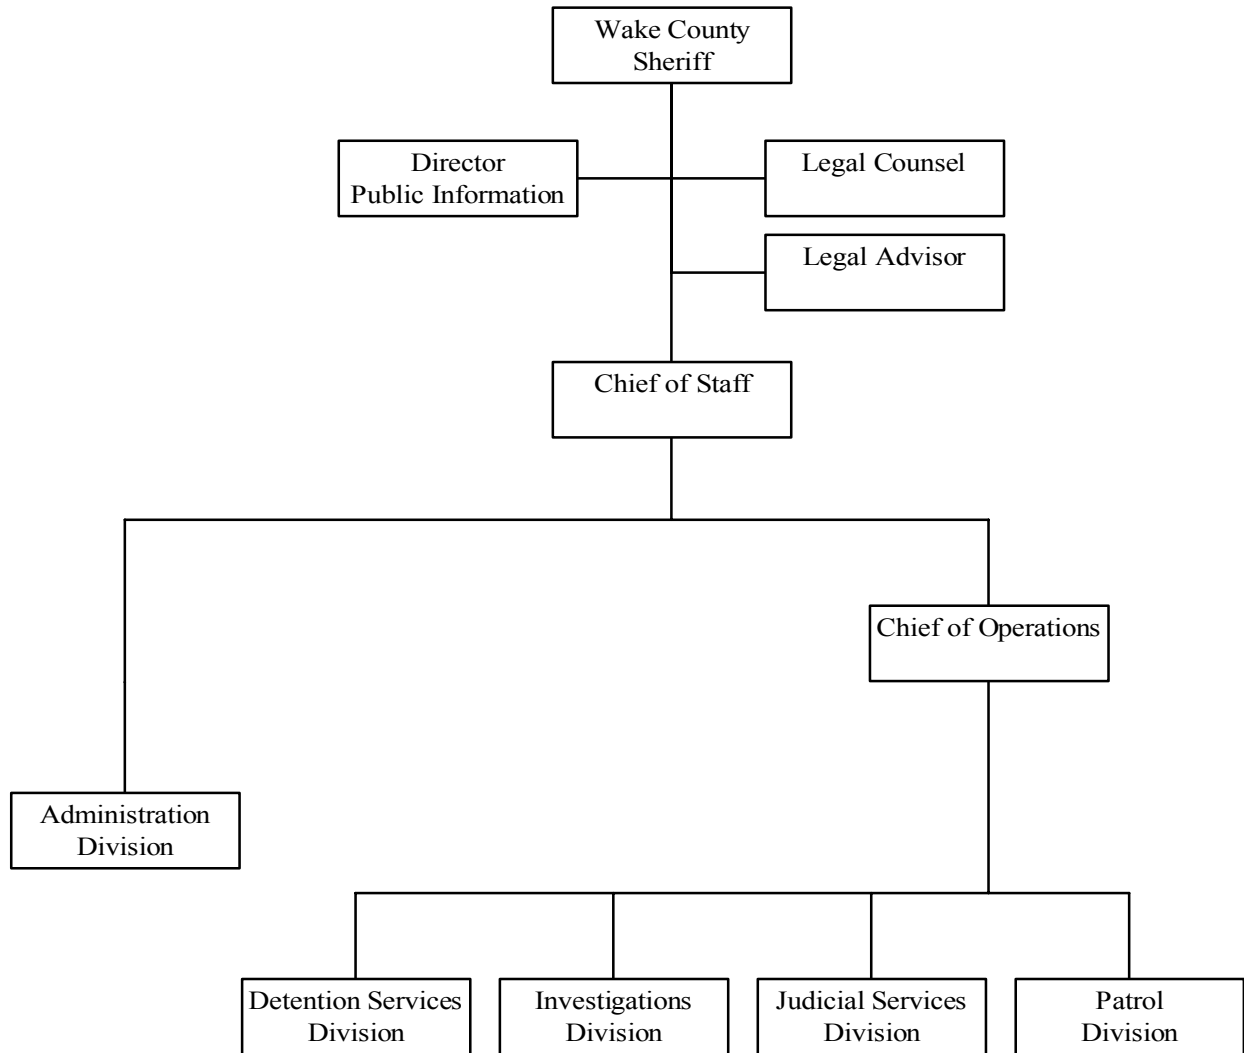 Wake County
Sheriff
Director
Public Information
Legal Counsel
Legal Advisor
Chief of Staff
Chief of Operations
Administration
Division
Detention Services
Division
Investigations
Division
Judicial Services
Division
Patrol
Division